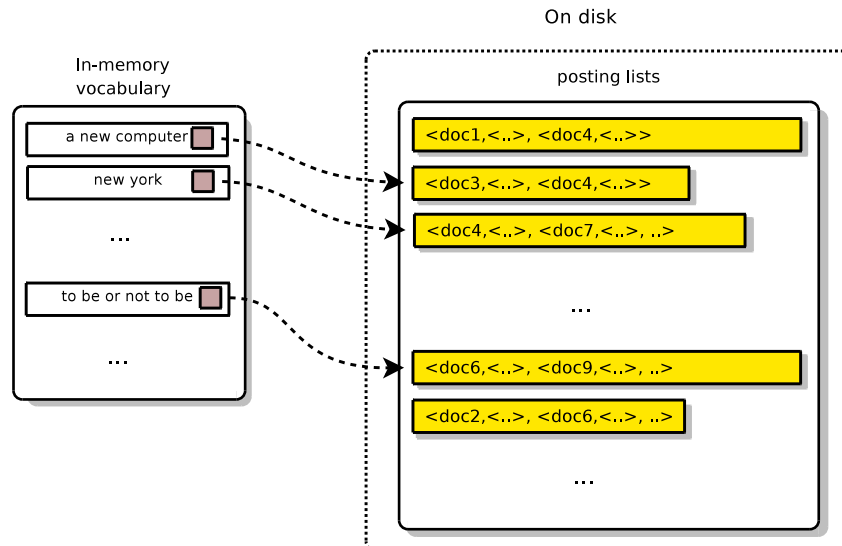 On disk
In-memory
vocabulary
posting lists
a new computer
new york
...
to be or not to be
...
<doc1,<..>, <doc4,<..>>
<doc3,<..>, <doc4,<..>>
<doc4,<..>, <doc7,<..>, ..>
...
<doc6,<..>, <doc9,<..>, ..>
<doc2,<..>, <doc6,<..>, ..>
...